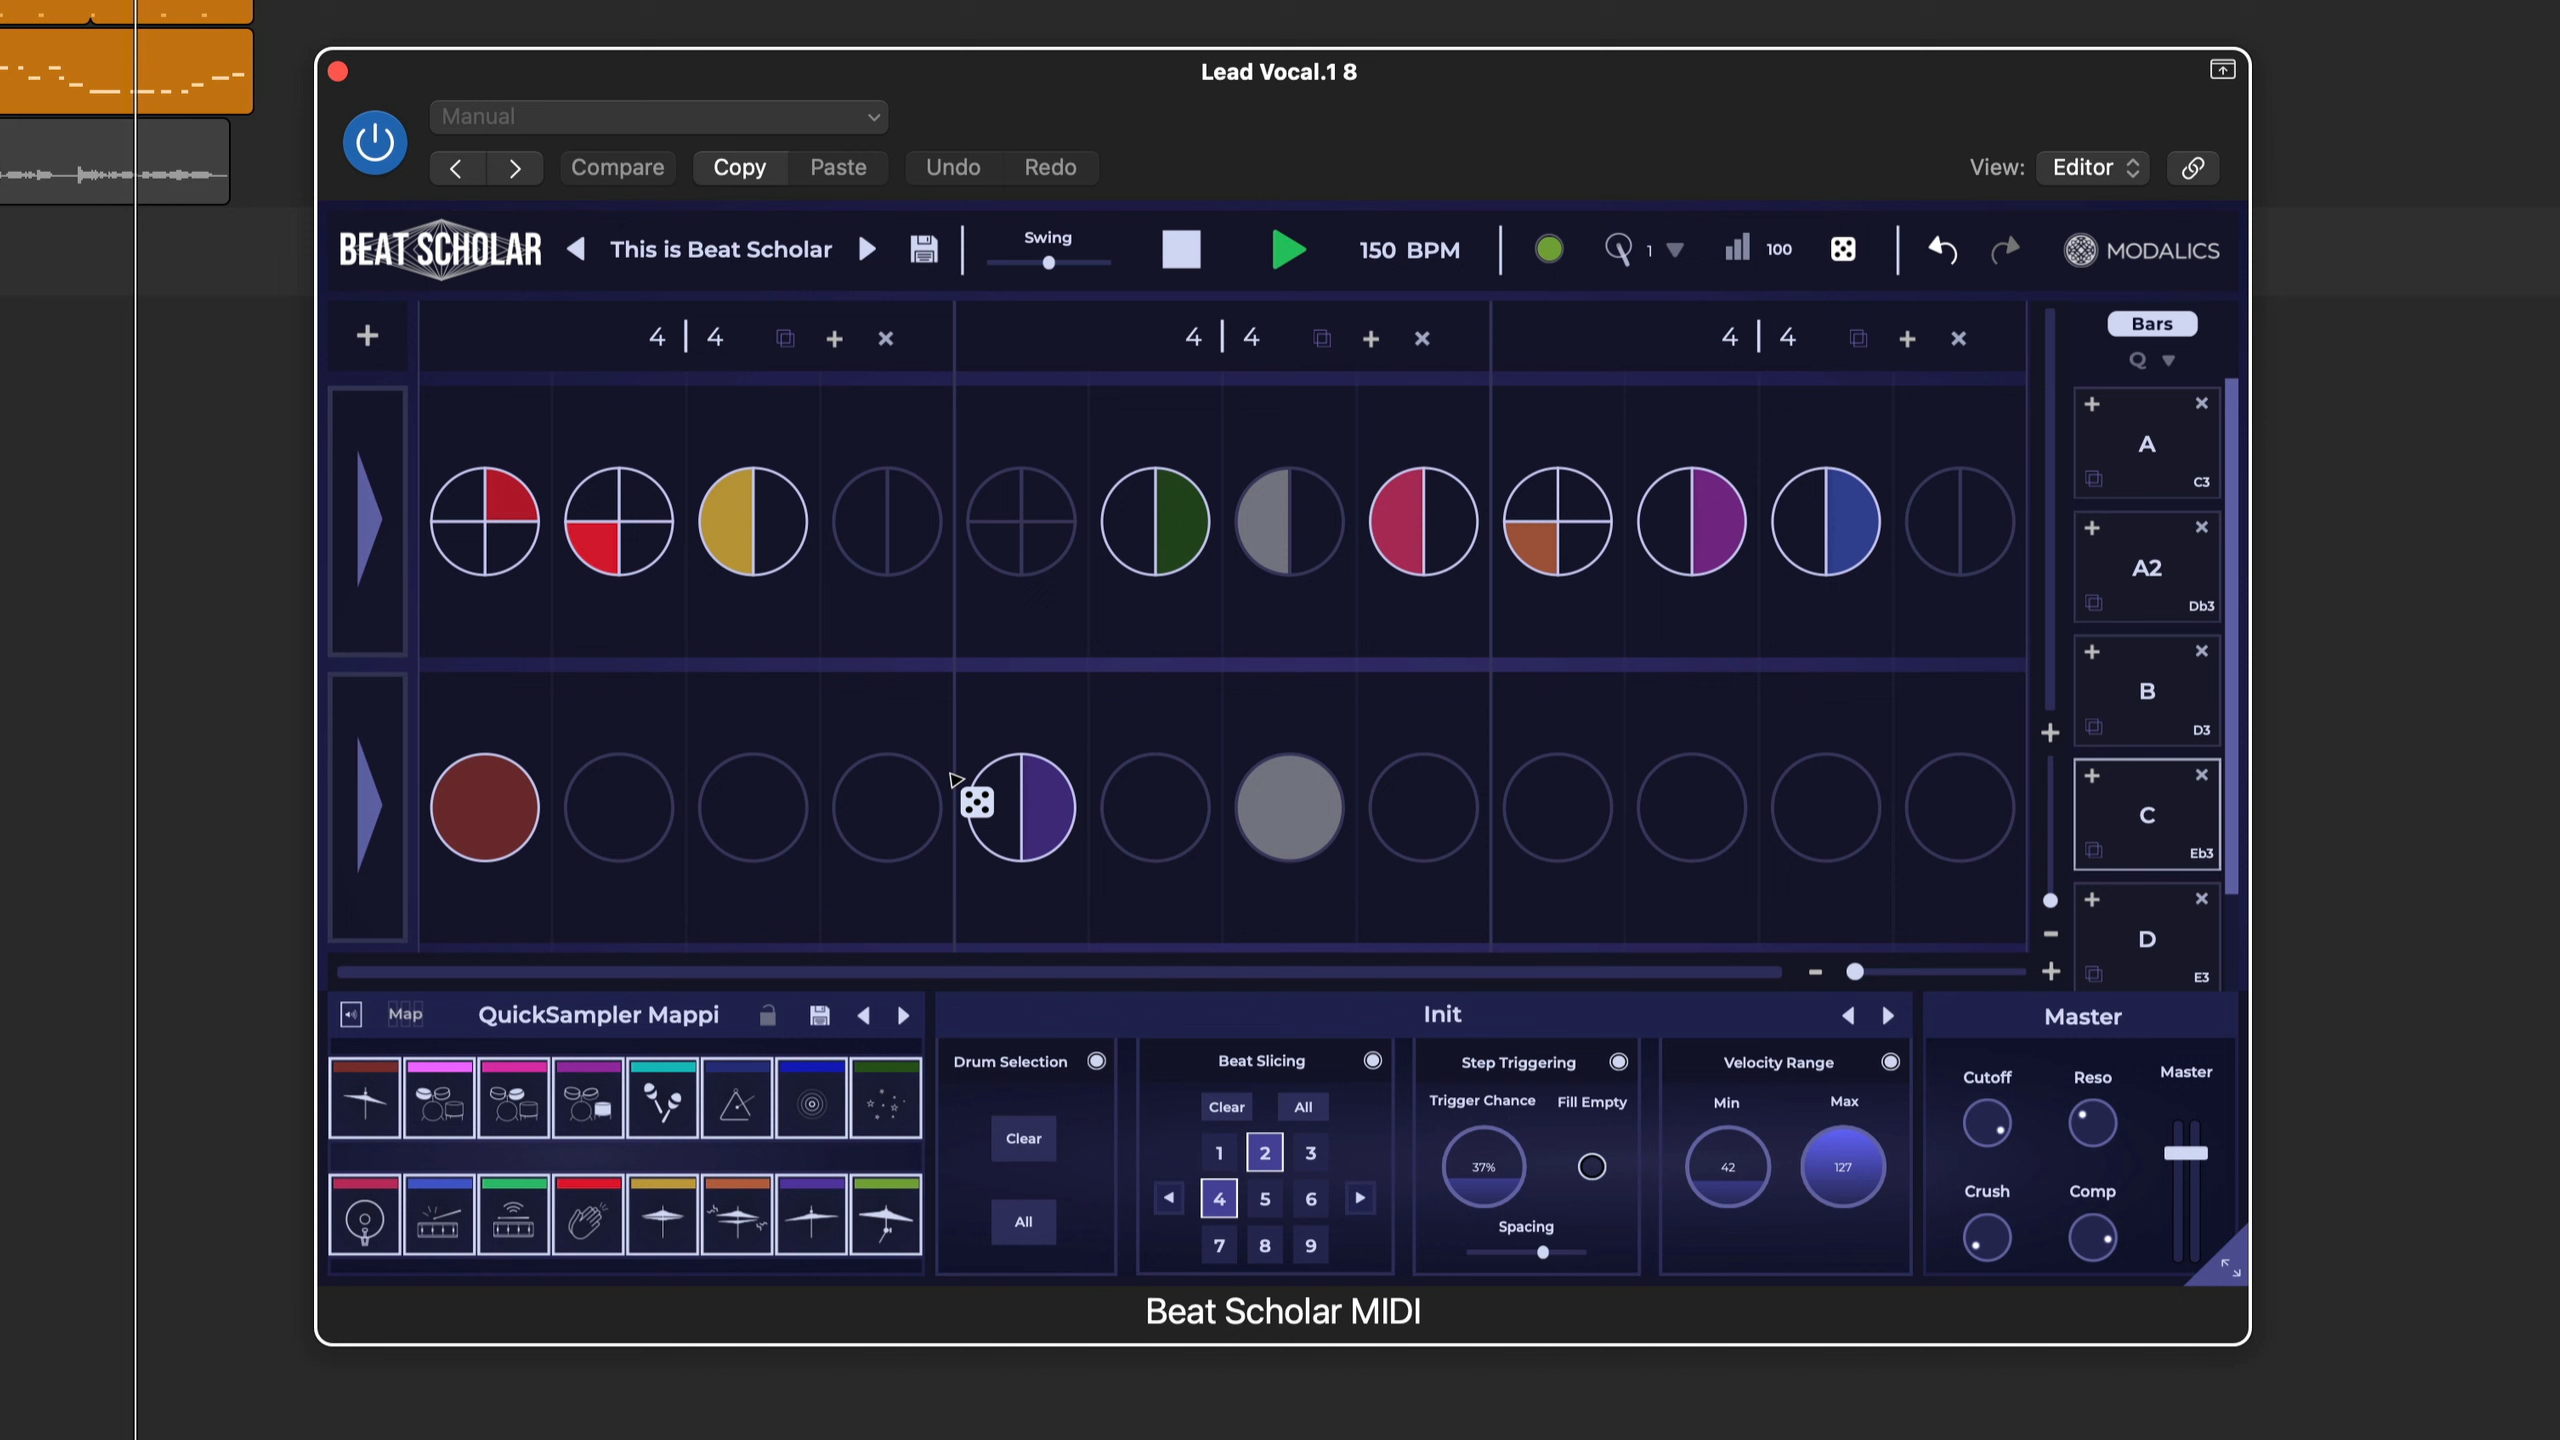 Lead Vocal.1 8
Manual
Compare Copy Paste Undo Redo View: Editor
BEAT SCHOLAR This is Beat Scholar Swing 150 BPM 1 100 MODALICS
4 | 4 4 | 4 4 | 4 Bars
Q
A
C3
A2
Db3
B
D3
C
Eb3
D
E3
Map QuickSampler Mappi Init Master
Drum Selection Beat Slicing Step Triggering Velocity Range
Clear All Trigger Chance Fill Empty Min Max Cutoff Reso Master
Clear 1 2 3 37% 42 127
4 5 6 Crush Comp
All 7 8 9 Spacing
Beat Scholar MIDI